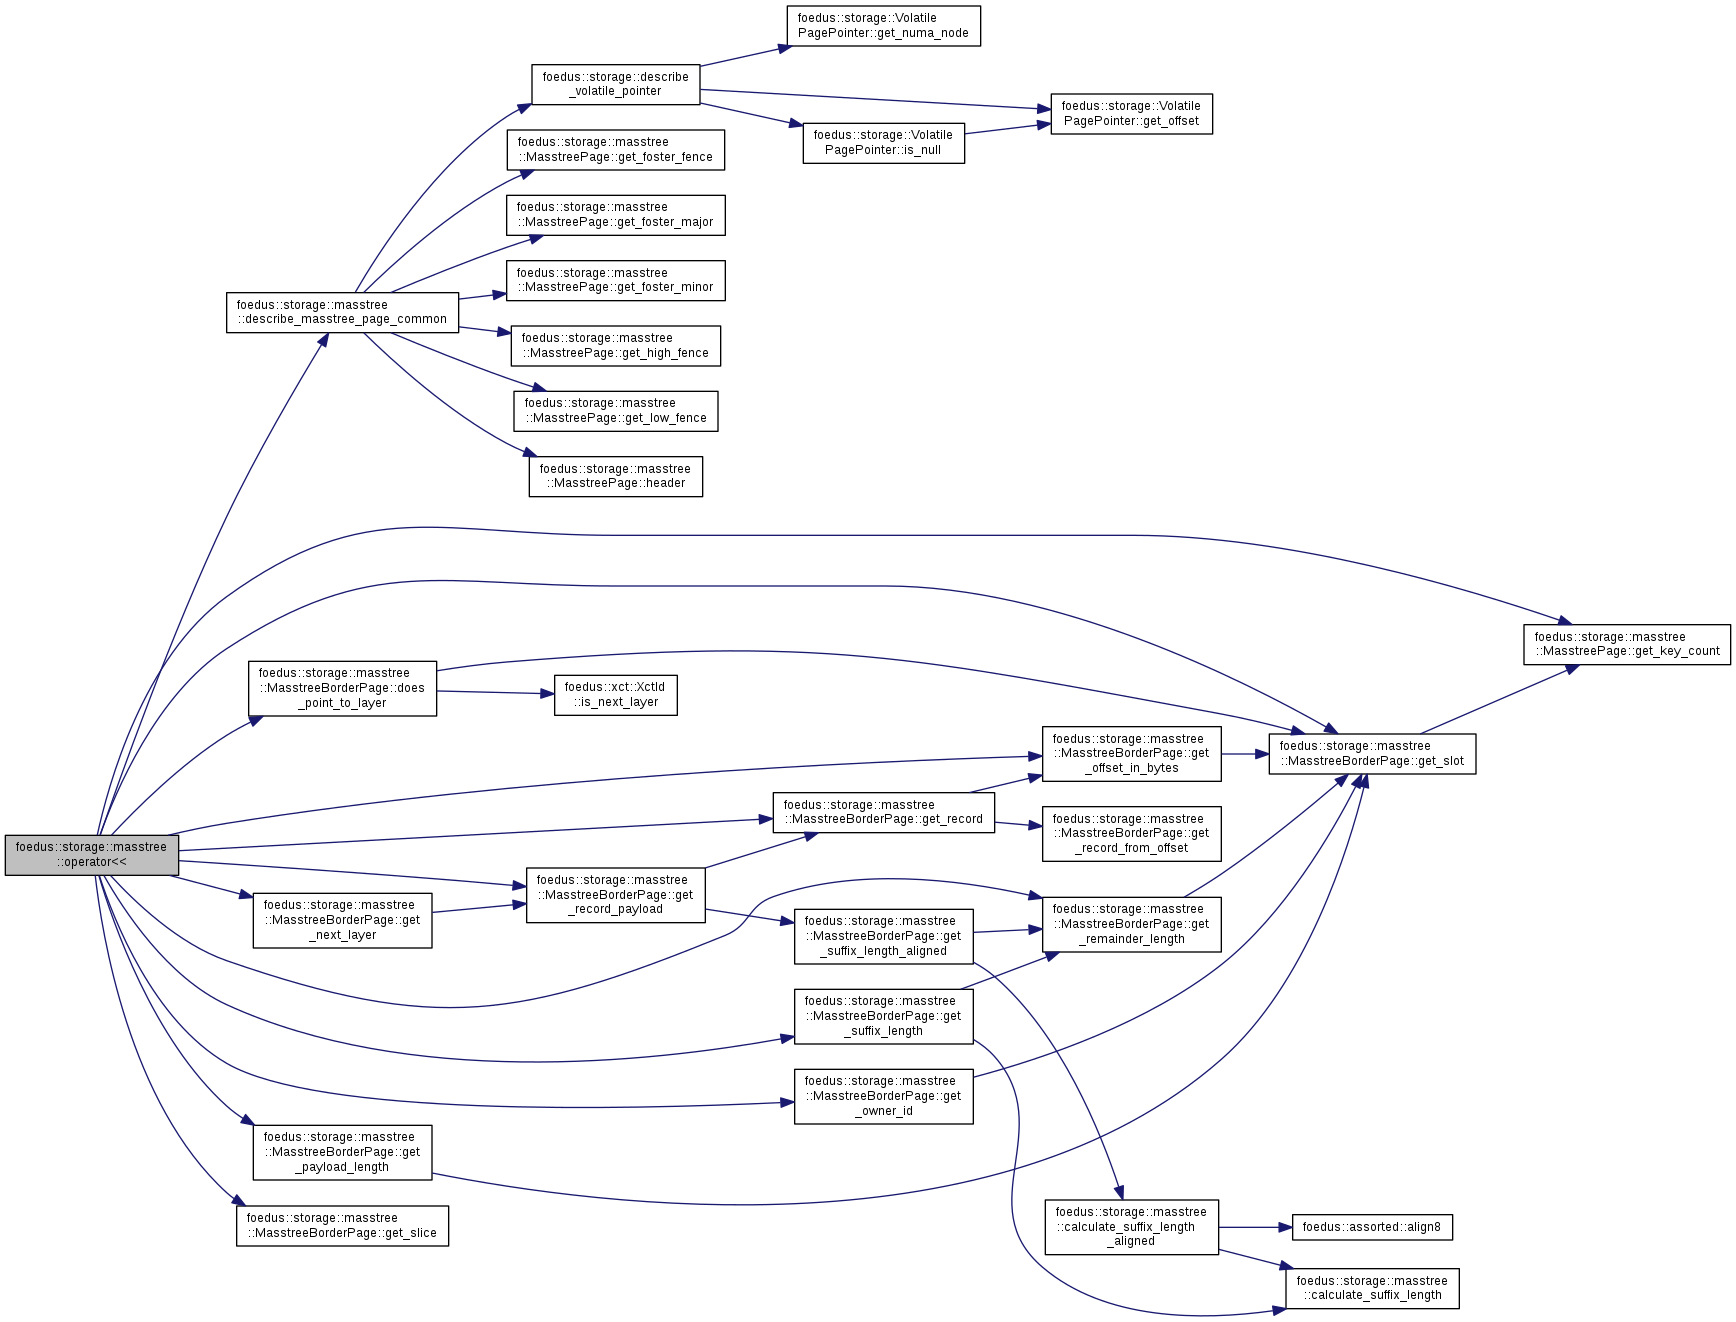 foedus::storage::Volatile
PagePointer::get_numa_node
foedus::storage::describe
_volatile_pointer
foedus::storage::Volatile
PagePointer::get_offset
foedus::storage::Volatile
PagePointer::is_null
foedus::storage::masstree
::MasstreePage::get_foster_fence
foedus::storage::masstree
::MasstreePage::get_foster_major
foedus::storage::masstree
::MasstreePage::get_foster_minor
foedus::storage::masstree
::describe_masstree_page_common
foedus::storage::masstree
::MasstreePage::get_high_fence
foedus::storage::masstree
::MasstreePage::get_low_fence
foedus::storage::masstree
::MasstreePage::header
foedus::storage::masstree
::MasstreePage::get_key_count
foedus::storage::masstree
::MasstreeBorderPage::does
_point_to_layer
foedus::xct::XctId
::is_next_layer
foedus::storage::masstree
::MasstreeBorderPage::get
_offset_in_bytes
foedus::storage::masstree
::MasstreeBorderPage::get_slot
foedus::storage::masstree
::MasstreeBorderPage::get_record
foedus::storage::masstree
::MasstreeBorderPage::get
_record_from_offset
foedus::storage::masstree
::operator<<
foedus::storage::masstree
::MasstreeBorderPage::get
_record_payload
foedus::storage::masstree
::MasstreeBorderPage::get
_next_layer
foedus::storage::masstree
::MasstreeBorderPage::get
_suffix_length_aligned
foedus::storage::masstree
::MasstreeBorderPage::get
_remainder_length
foedus::storage::masstree
::MasstreeBorderPage::get
_suffix_length
foedus::storage::masstree
::MasstreeBorderPage::get
_owner_id
foedus::storage::masstree
::MasstreeBorderPage::get
_payload_length
foedus::storage::masstree
::MasstreeBorderPage::get_slice
foedus::storage::masstree
::calculate_suffix_length
_aligned
foedus::assorted::align8
foedus::storage::masstree
::calculate_suffix_length